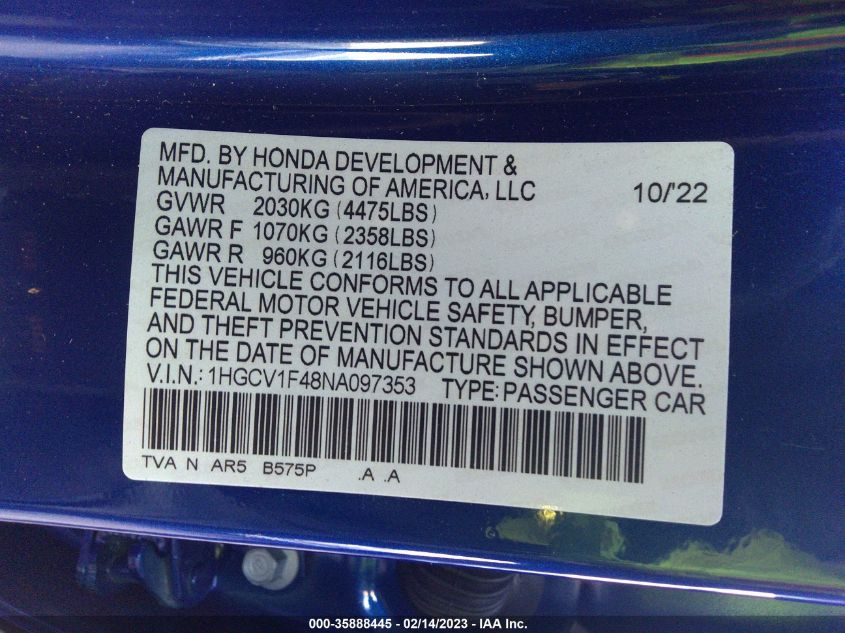 MFD. BY HONDA DEVELOPMENT &
MANUFACTURING OF AMERICA, LLC 10/'22
GVWR 2030KG (4475LBS)
GAWR F 1070KG (2358LBS)
GAWR R 960KG (2116LBS)
THIS VEHICLE CONFORMS TO ALL APPLICABLE
FEDERAL MOTOR VEHICLE SAFETY, BUMPER,
AND THEFT PREVENTION STANDARDS IN EFFECT
ON THE DATE OF MANUFACTURE SHOWN ABOVE.
V.I.N.: 1HGCV1F48NA097353 TYPE: PASSENGER CAR
TVA N AR5 B575P .A .A
000-35888445 - 02/14/2023 - IAA Inc.